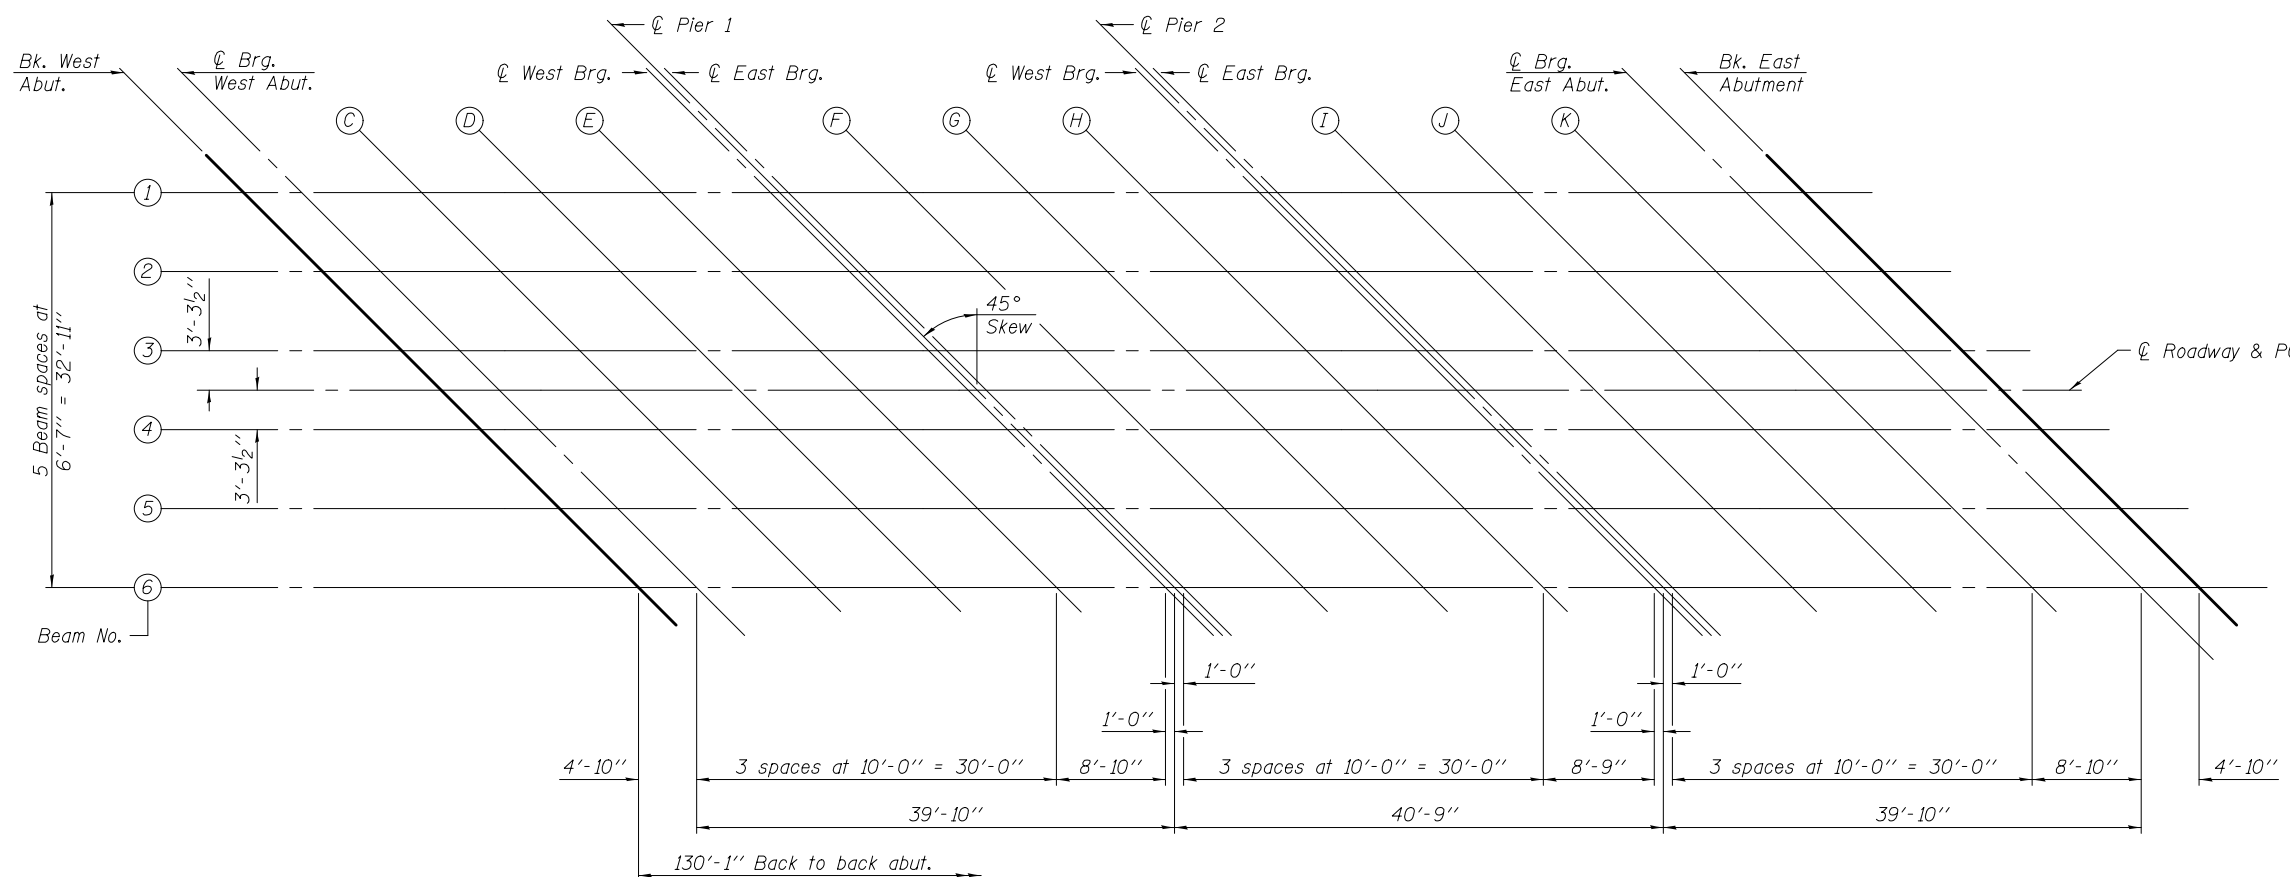 ℄ Pier 1
℄ Pier 2
Bk. West
Abut.
℄ Brg.
West Abut.
℄ West Brg.
℄ East Brg.
℄ West Brg.
℄ East Brg.
℄ Brg.
East Abut.
Bk. East
Abutment
C
D
E
F
G
H
I
J
K
1
2
3
4
5
6
5 Beam spaces at
6'-7" = 32'-11"
3'-3½"
3'-3½"
45°
Skew
℄ Roadway &
Beam No.
1'-0"
1'-0"
1'-0"
1'-0"
4'-10"
3 spaces at 10'-0" = 30'-0"
8'-10"
3 spaces at 10'-0" = 30'-0"
8'-9"
3 spaces at 10'-0" = 30'-0"
8'-10"
4'-10"
39'-10"
40'-9"
39'-10"
130'-1" Back to back abut.